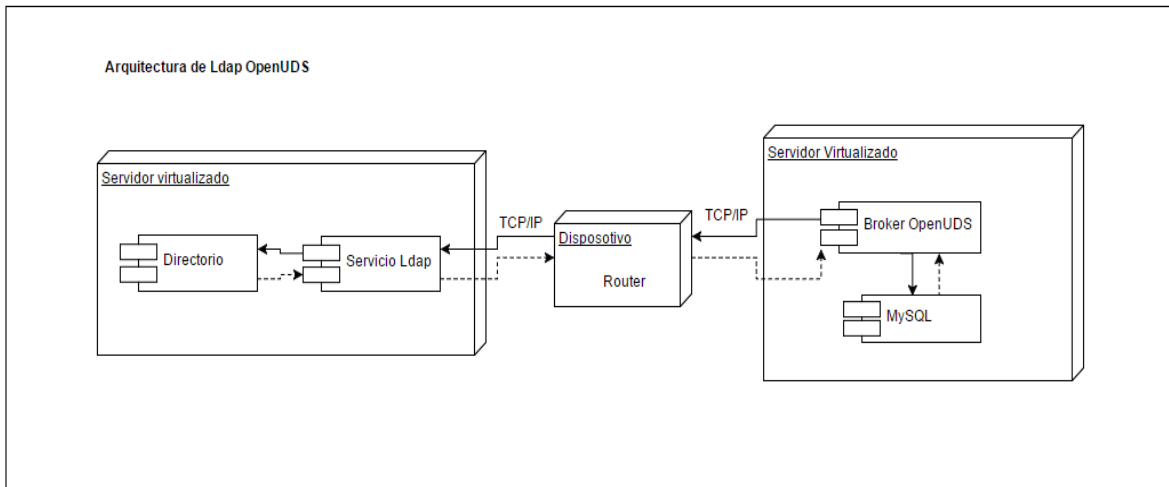 Arquitectura de Ldap OpenUDS
Servidor virtualizado
Directorio
Servicio Ldap
TCP/IP
Disposotivo
Router
TCP/IP
Servidor Virtualizado
Broker OpenUDS
MySQL